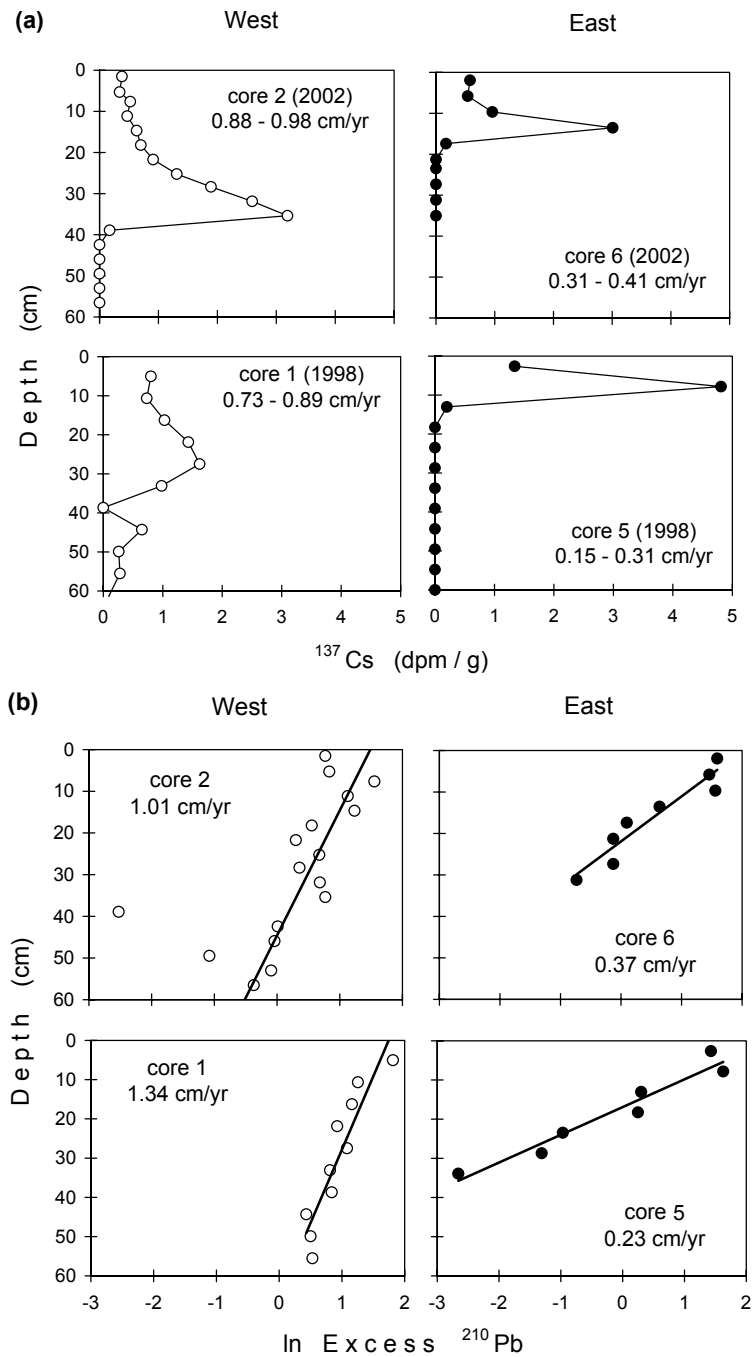 (a)
West
East
0
10
20
30
40
50
60
core 2 (2002)
0.88 - 0.98 cm/yr
core 6 (2002)
0.31 - 0.41 cm/yr
0
10
20
30
40
50
60
core 1 (1998)
0.73 - 0.89 cm/yr
core 5 (1998)
0.15 - 0.31 cm/yr
Depth (cm)
0 1 2 3 4 5
0 1 2 3 4 5
137Cs (dpm / g)
(b)
West
East
0
10
20
30
40
50
60
core 2
1.01 cm/yr
core 6
0.37 cm/yr
0
10
20
30
40
50
60
core 1
1.34 cm/yr
core 5
0.23 cm/yr
Depth (cm)
-3 -2 -1 0 1 2
-3 -2 -1 0 1 2
ln Excess 210Pb